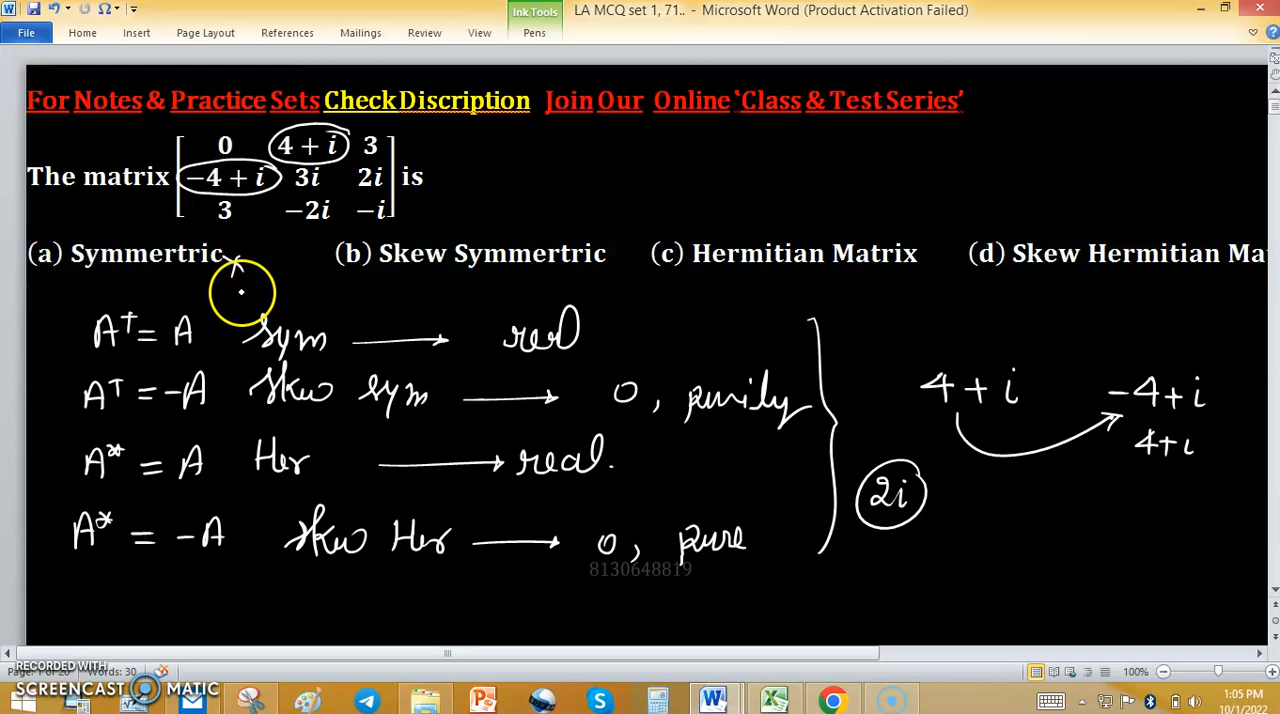 Ink Tools
LA MCQ set 1, 71.. - Microsoft Word (Product Activation Failed)
File Home Insert Page Layout References Mailings Review View Pens
For Notes & Practice Sets Check Discription Join Our Online 'Class & Test Series'
0 4 + i 3
The matrix −4 + i 3i 2i is
3 −2i −i
(a) Symmertric (b) Skew Symmertric (c) Hermitian Matrix (d) Skew Hermitian Ma
A^T = A sym → real
A^T = -A skw sym → 0, purily
A* = A Her → real.
A* = -A skw Her → 0, pure
2i
4 + i -4 + i
4+i
8130648819
RECORDED WITH
SCREENCAST MATIC
Words: 30
100%
1:05 PM
10/1/2022